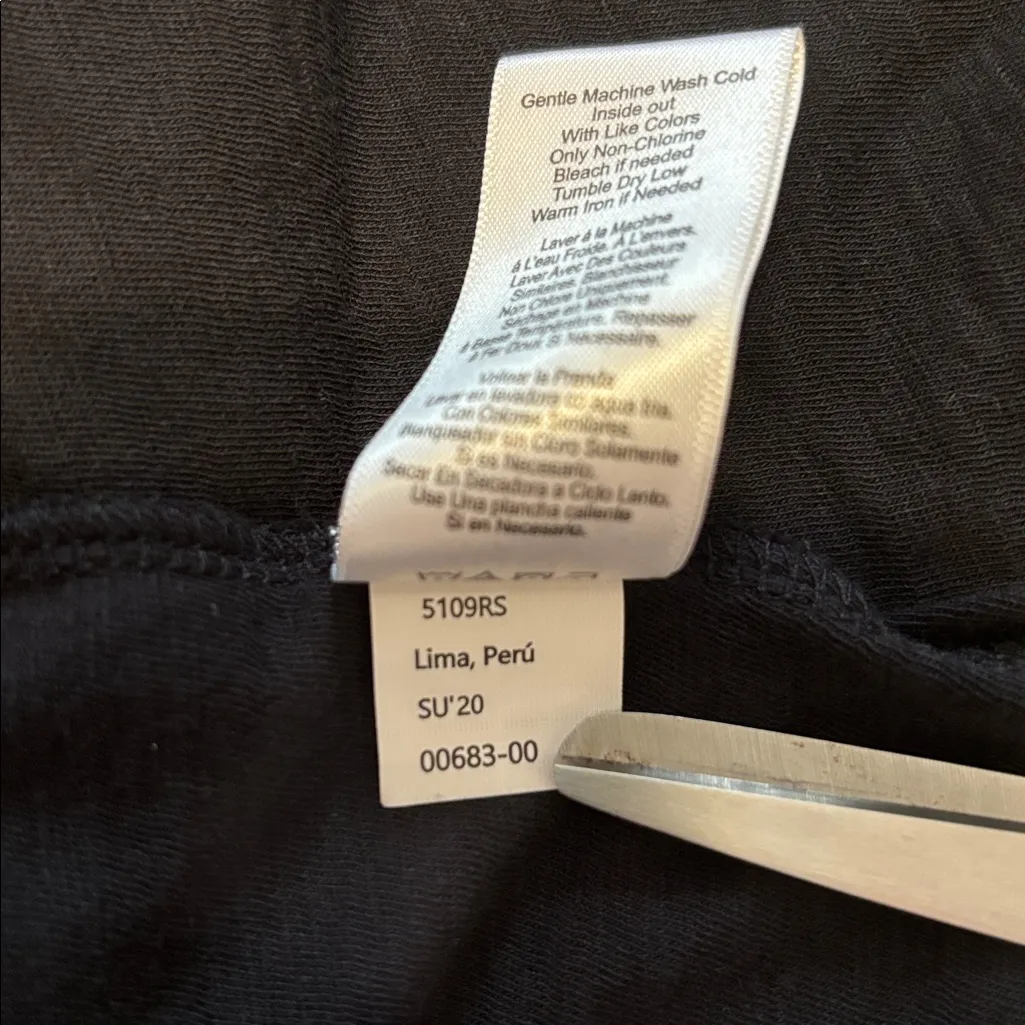 Gentle Machine Wash Cold
Inside out
With Like Colors
Only Non-Chlorine
Bleach if needed
Tumble Dry Low
Warm Iron if Needed
Laver á la Machine
á L'eau Froide. À L'envers.
Laver Avec Des Couleurs
Similaires. Blanchisseur
Non Chlore Uniquement.
Séchage en Machine
á Basse Température. Repasser
á Fer Doux Si Nécessaire.
Voltear la Prenda
Lavar en lavadora co agua fria.
Con Colores Similares.
Blanqueador sin Cloro Solamente
Si es Necesario.
Secar En Secadora a Ciclo Lento.
Use Una plancha caliente
Si en Necesario.
5109RS
Lima, Perú
SU'20
00683-00